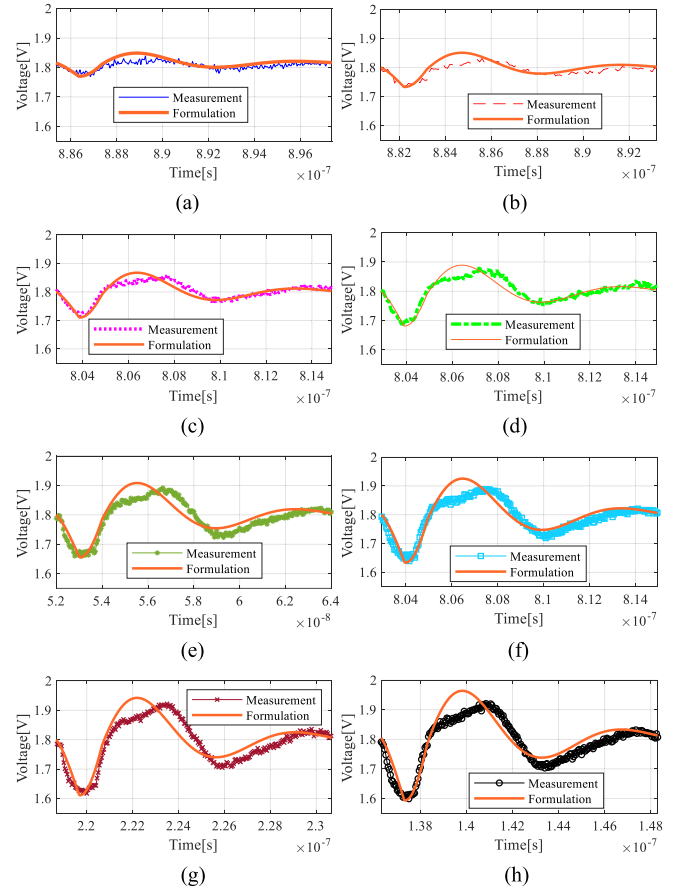 2
1.9
1.8
1.7
1.6
Voltage[V]
Measurement
Formulation
8.86 8.88 8.9 8.92 8.94 8.96
Time[s]
×10-7
(a)
2
1.9
1.8
1.7
1.6
Voltage[V]
Measurement
Formulation
8.82 8.84 8.86 8.88 8.9 8.92
Time[s]
×10-7
(b)
2
1.9
1.8
1.7
1.6
Voltage[V]
Measurement
Formulation
8.04 8.06 8.08 8.1 8.12 8.14
Time[s]
×10-7
(c)
2
1.9
1.8
1.7
1.6
Voltage[V]
Measurement
Formulation
8.04 8.06 8.08 8.1 8.12 8.14
Time[s]
×10-7
(d)
2
1.9
1.8
1.7
1.6
Voltage[V]
Measurement
Formulation
5.2 5.4 5.6 5.8 6 6.2 6.4
Time[s]
×10-8
(e)
2
1.9
1.8
1.7
1.6
Voltage[V]
Measurement
Formulation
8.04 8.06 8.08 8.1 8.12 8.14
Time[s]
×10-7
(f)
2
1.9
1.8
1.7
1.6
Voltage[V]
Measurement
Formulation
2.2 2.22 2.24 2.26 2.28 2.3
Time[s]
×10-7
(g)
2
1.9
1.8
1.7
1.6
Voltage[V]
Measurement
Formulation
1.38 1.4 1.42 1.44 1.46 1.48
Time[s]
×10-7
(h)